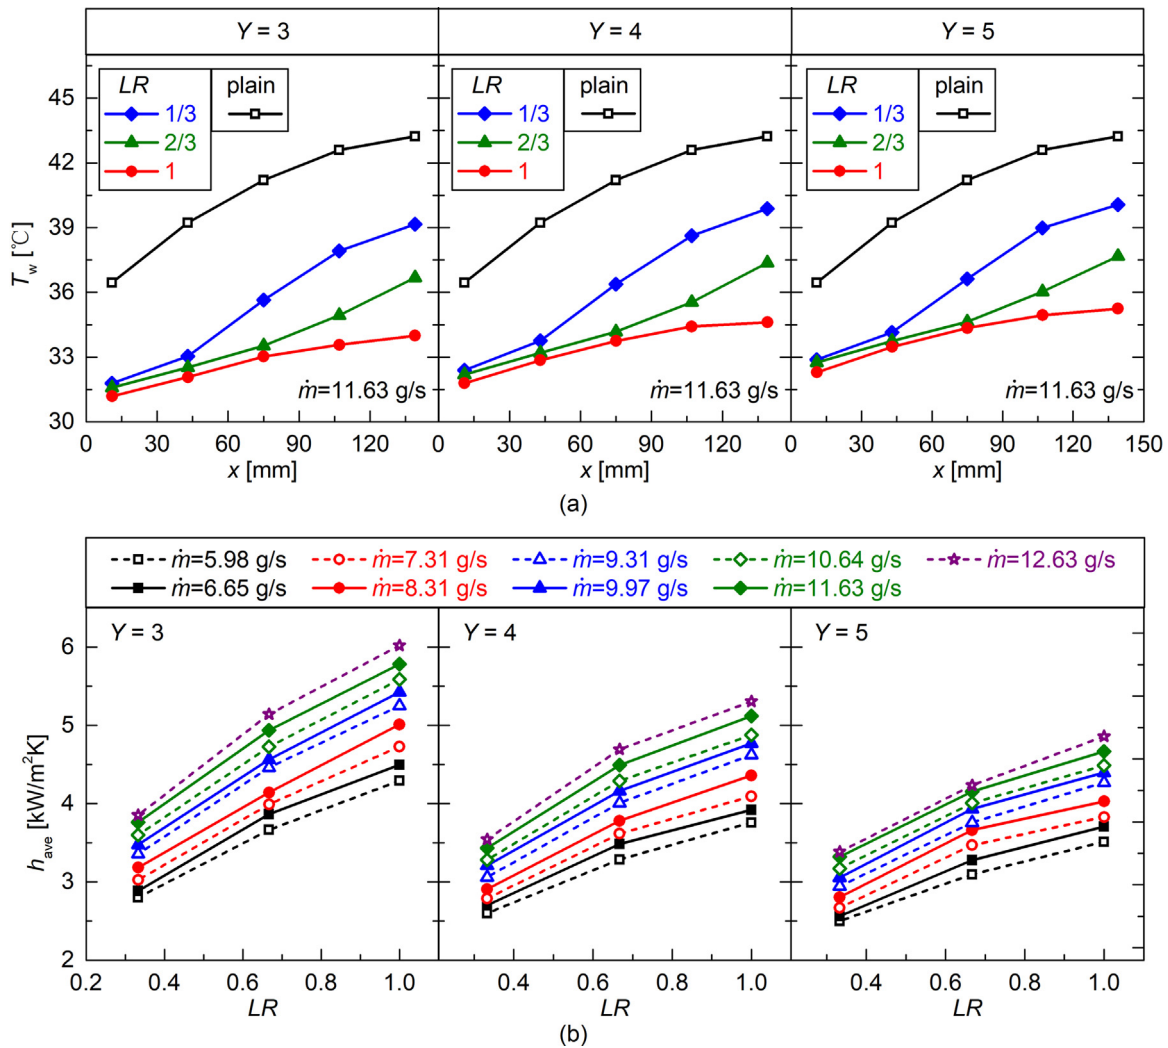 (a)
Y = 3 Y = 4 Y = 5
LR plain LR plain LR plain
1/3 1/3 1/3
2/3 2/3 2/3
1 1 1
45
42
39
36
33
30
T_w [℃]
ṁ=11.63 g/s ṁ=11.63 g/s ṁ=11.63 g/s
0 30 60 90 120 0 30 60 90 120 0 30 60 90 120 150
x [mm] x [mm] x [mm]
(a)
ṁ=5.98 g/s ṁ=7.31 g/s ṁ=9.31 g/s ṁ=10.64 g/s ṁ=12.63 g/s
ṁ=6.65 g/s ṁ=8.31 g/s ṁ=9.97 g/s ṁ=11.63 g/s
Y = 3 Y = 4 Y = 5
6
5
4
3
2
h_ave [kW/m²K]
0.2 0.4 0.6 0.8 1.0 0.4 0.6 0.8 1.0 0.4 0.6 0.8 1.0
LR LR LR
(b)